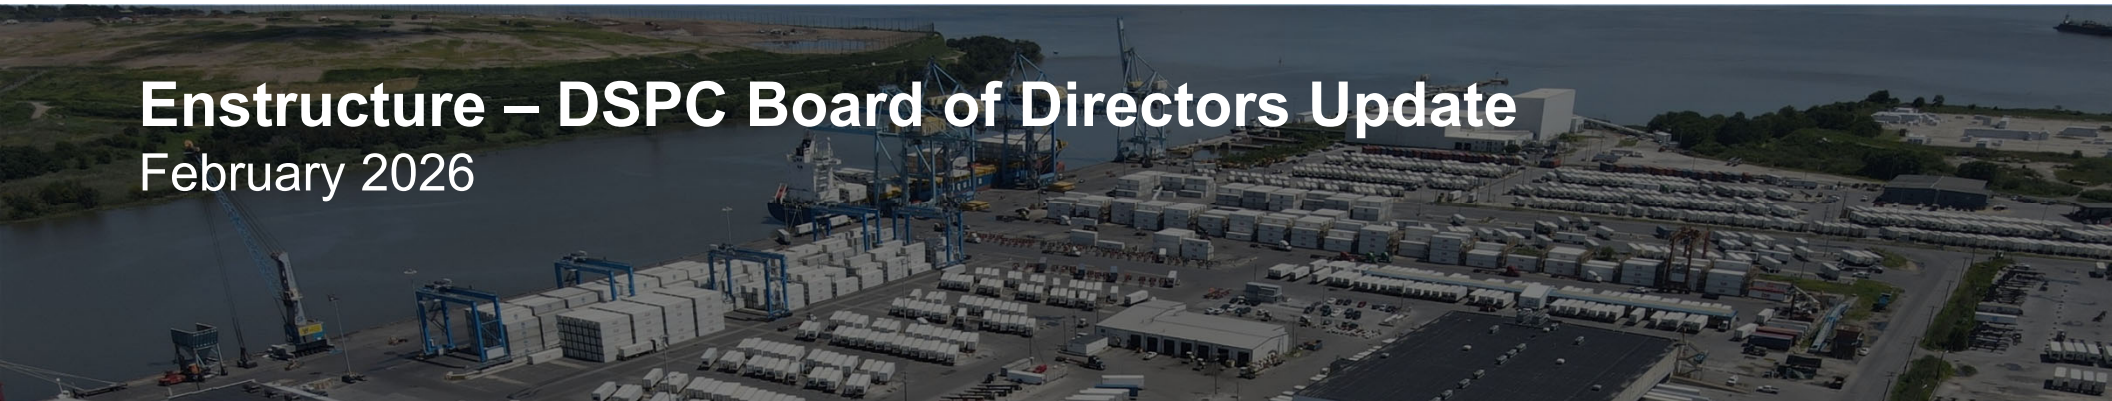 Enstructure – DSPC Board of Directors Update
February 2026